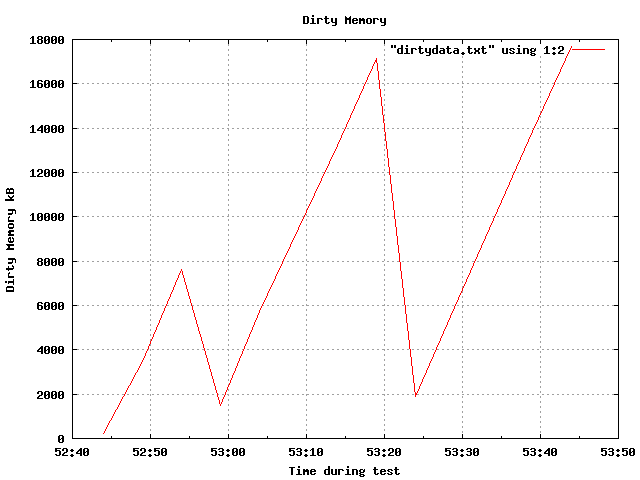 Dirty Memory
"dirtydata.txt" using 1:2
18000
16000
14000
12000
10000
8000
6000
4000
2000
0
Dirty Memory kB
52:40 52:50 53:00 53:10 53:20 53:30 53:40 53:50
Time during test